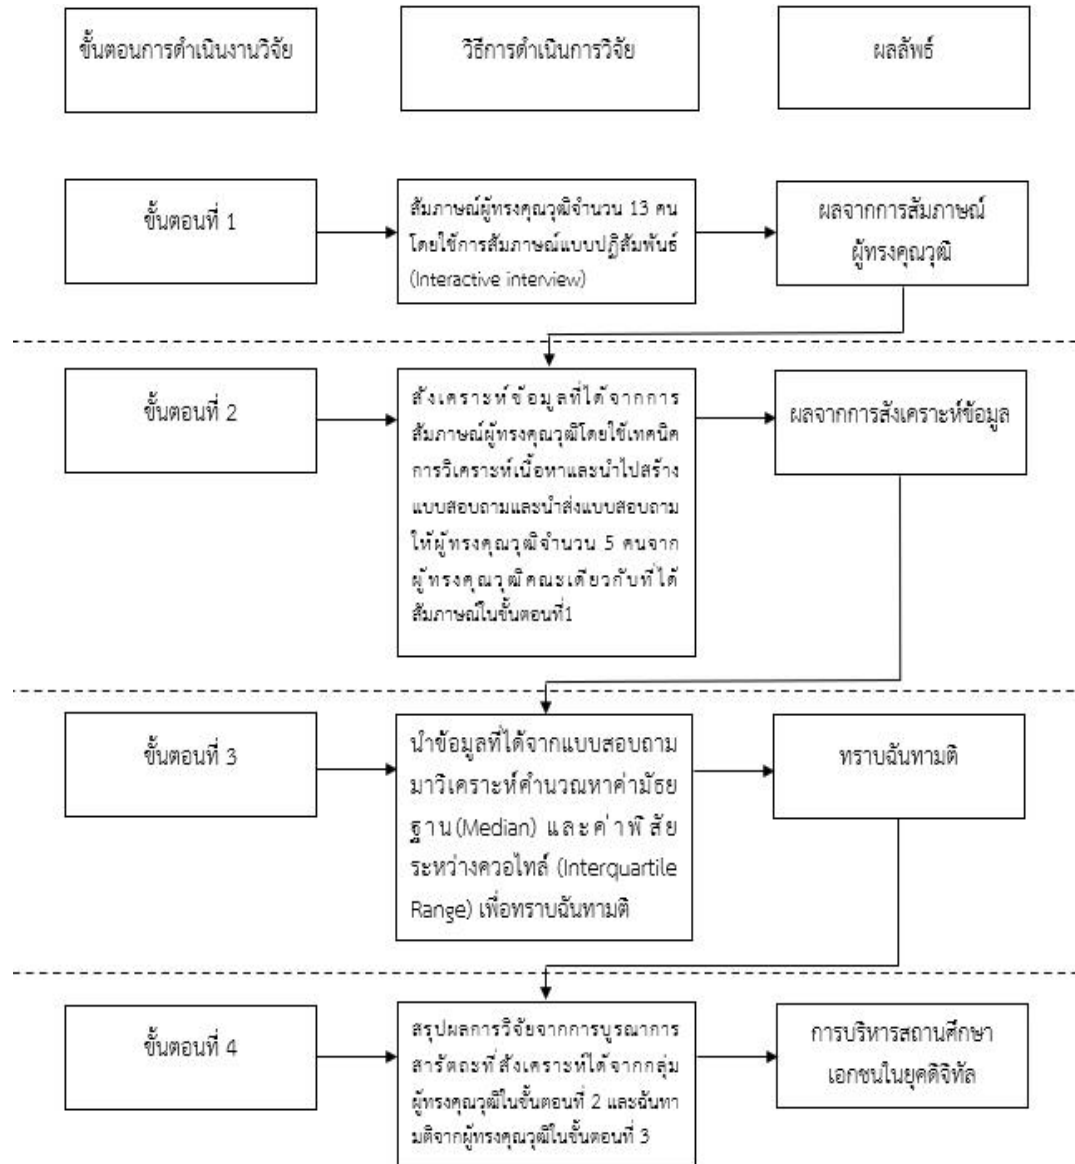 ขั้นตอนการดำเนินงานวิจัย
วิธีการดำเนินการวิจัย
ผลลัพธ์
ขั้นตอนที่ 1
สัมภาษณ์ผู้ทรงคุณวุฒิจำนวน 13 คน
โดยใช้การสัมภาษณ์แบบปฏิสัมพันธ์
(Interactive interview)
ผลจากการสัมภาษณ์
ผู้ทรงคุณวุฒิ
ขั้นตอนที่ 2
สังเคราะห์ข้อมูลที่ได้จากการ
สัมภาษณ์ผู้ทรงคุณวุฒิโดยใช้เทคนิค
การวิเคราะห์เนื้อหาและนำไปสร้าง
แบบสอบถามและนำส่งแบบสอบถาม
ให้ผู้ทรงคุณวุฒิจำนวน 5 คนจาก
ผู้ทรงคุณวุฒิคณะเดียวกับที่ได้
สัมภาษณ์ในขั้นตอนที่1
ผลจากการสังเคราะห์ข้อมูล
ขั้นตอนที่ 3
นำข้อมูลที่ได้จากแบบสอบถาม
มาวิเคราะห์คำนวณหาค่ามัธย
ฐาน(Median) และค่าพิสัย
ระหว่างควอไทล์ (Interquartile
Range) เพื่อทราบฉันทามติ
ทราบฉันทามติ
ขั้นตอนที่ 4
สรุปผลการวิจัยจากการบูรณาการ
สารัตถะที่สังเคราะห์ได้จากกลุ่ม
ผู้ทรงคุณวุฒิในขั้นตอนที่ 2 และฉันทา
มติจากผู้ทรงคุณวุฒิในขั้นตอนที่ 3
การบริหารสถานศึกษา
เอกชนในยุคดิจิทัล